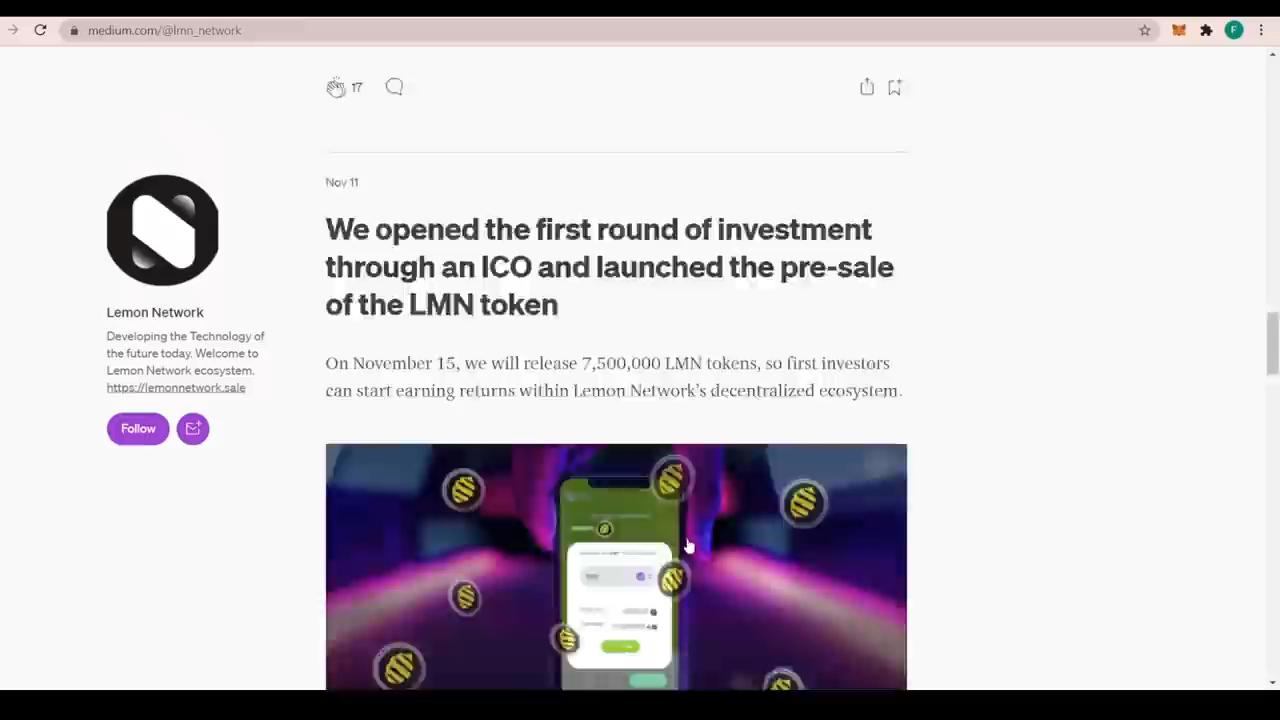 medium.com/@lmn_network
F
17
Nov 11
We opened the first round of investment
through an ICO and launched the pre-sale
of the LMN token
Lemon Network
Developing the Technology of
the future today. Welcome to
Lemon Network ecosystem.
https://lemonnetwork.sale
Follow
On November 15, we will release 7,500,000 LMN tokens, so first investors
can start earning returns within Lemon Network's decentralized ecosystem.